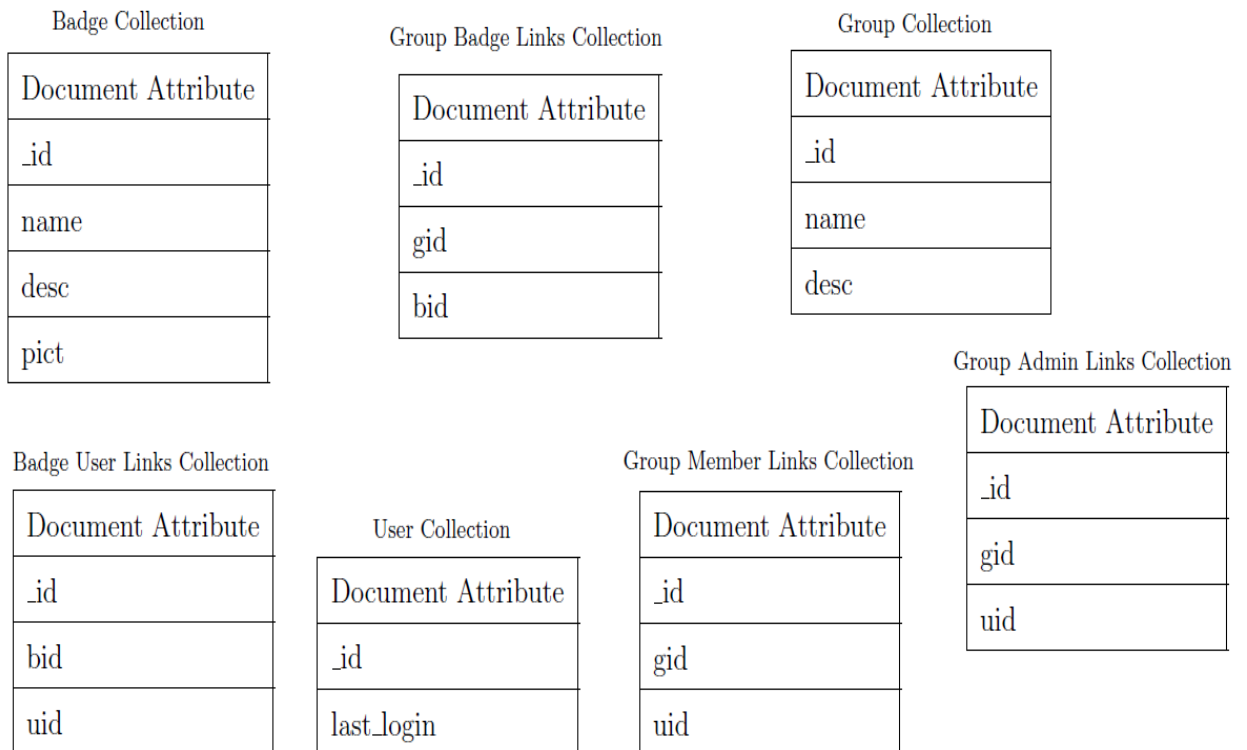 Badge Collection
Document Attribute
_id
name
desc
pict
Group Badge Links Collection
Document Attribute
_id
gid
bid
Group Collection
Document Attribute
_id
name
desc
Group Admin Links Collection
Document Attribute
_id
gid
uid
Badge User Links Collection
Document Attribute
_id
bid
uid
User Collection
Document Attribute
_id
last_login
Group Member Links Collection
Document Attribute
_id
gid
uid